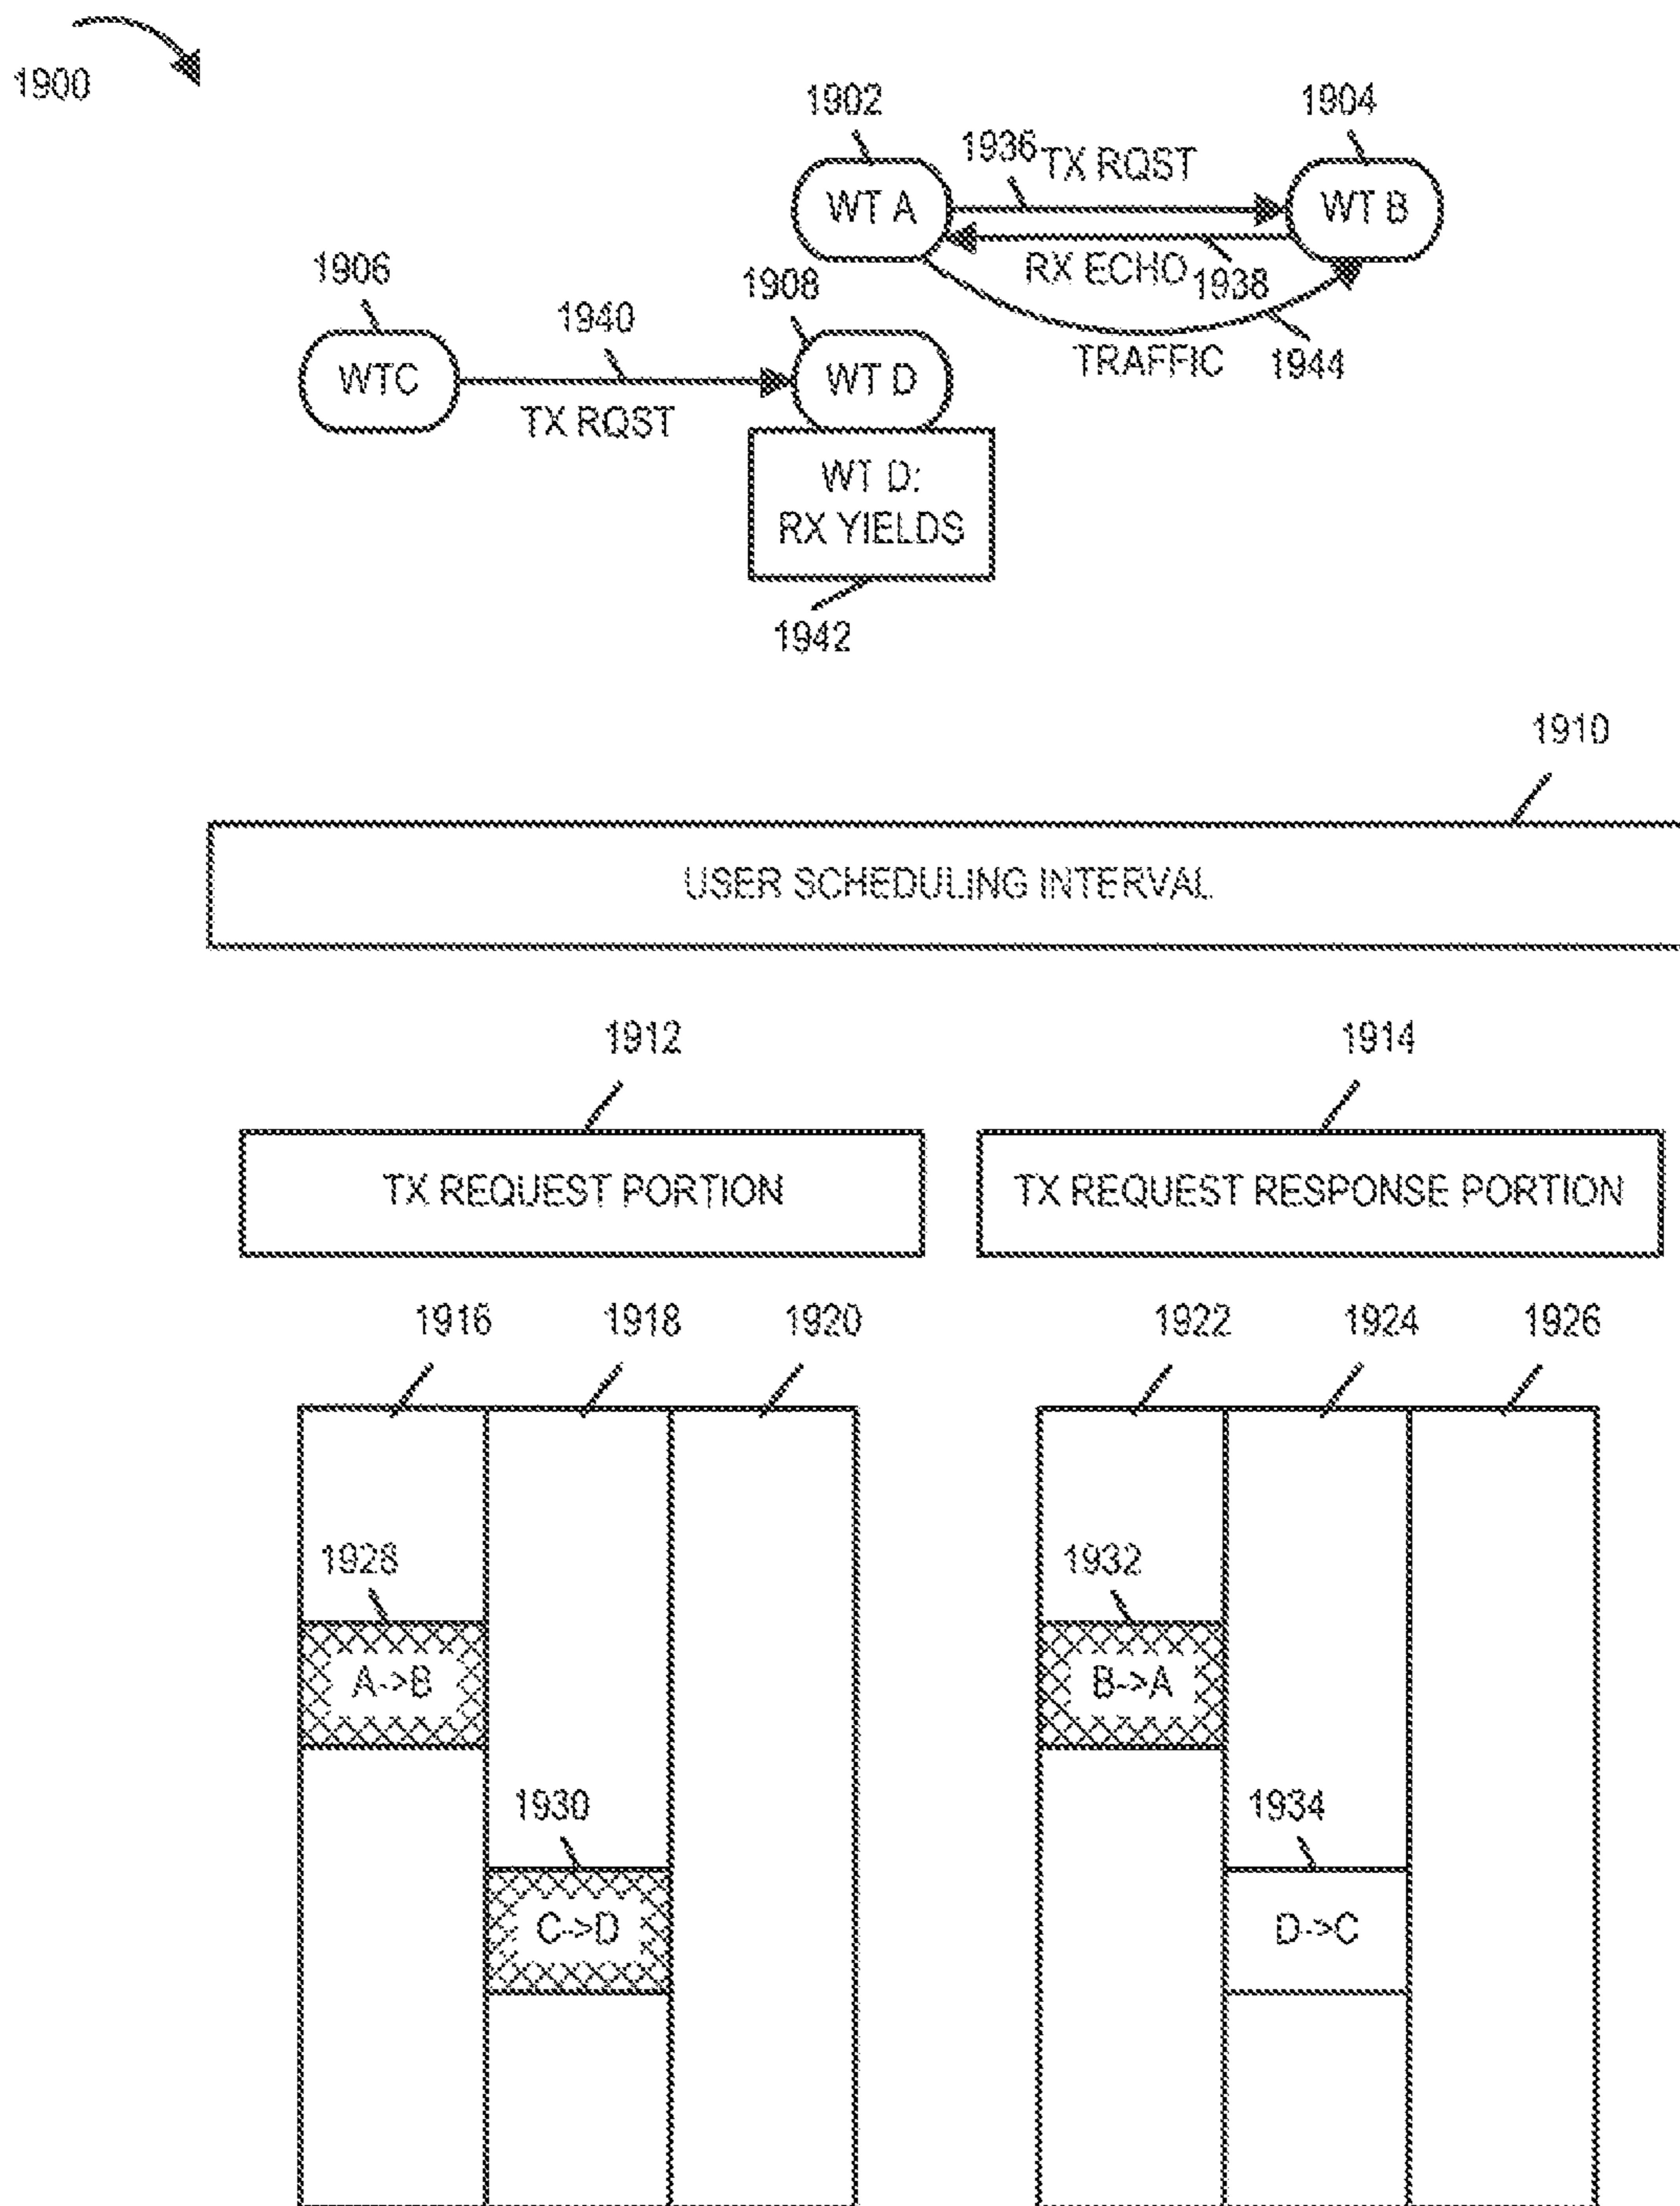 1900
1902
1904
1936
TX RQST
WT A
WT B
1906
1908
RX ECHO
1938
1940
WTC
WT D
TRAFFIC
1944
TX RQST
WT D:
RX YIELDS
1942
1910
USER SCHEDULING INTERVAL
1912
1914
TX REQUEST PORTION
TX REQUEST RESPONSE PORTION
1916
1918
1920
1922
1924
1926
1928
1932
A->B
B->A
1930
1934
C->D
D->C